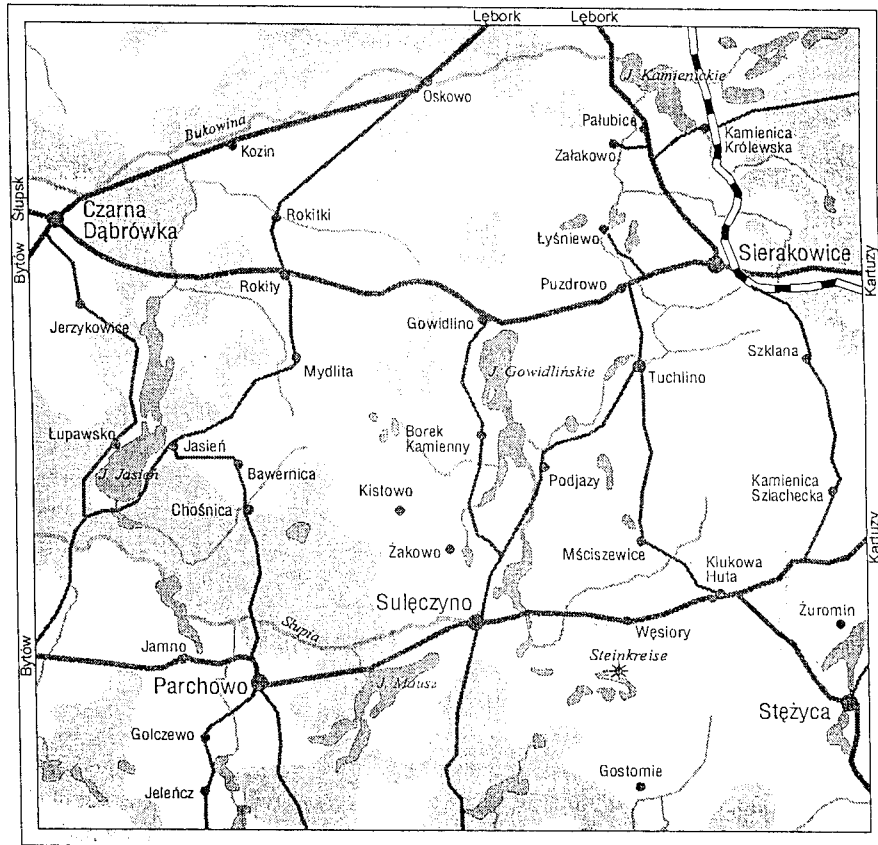 Lębork
Lębork
J. Kamienickie
Oskowo
Bukowina
Pałubice
Kamienica
Królewska
Kozin
Załakowo
Słupsk
Czarna
Dąbrówka
Rokitki
Łyśniewo
Sierakowice
Bytów
Rokity
Puzdrowo
Kartuzy
Jerzykowice
Gowidlino
Szklana
Mydlita
J. Gowidlińskie
Tuchlino
Łupawsko
Jasień
Borek
Kamienny
J. Jasień
Bawernica
Podjazy
Kamienica
Szlachecka
Chośnica
Kistowo
Żakowo
Mściszewice
Kartuzy
Klukowa
Huta
Sulęczyno
Żuromin
Słupia
Węsiory
Bytów
Jamno
Steinkreise
Parchowo
J. Mausz
Stężyca
Golczewo
Gostomie
Jeleńcz